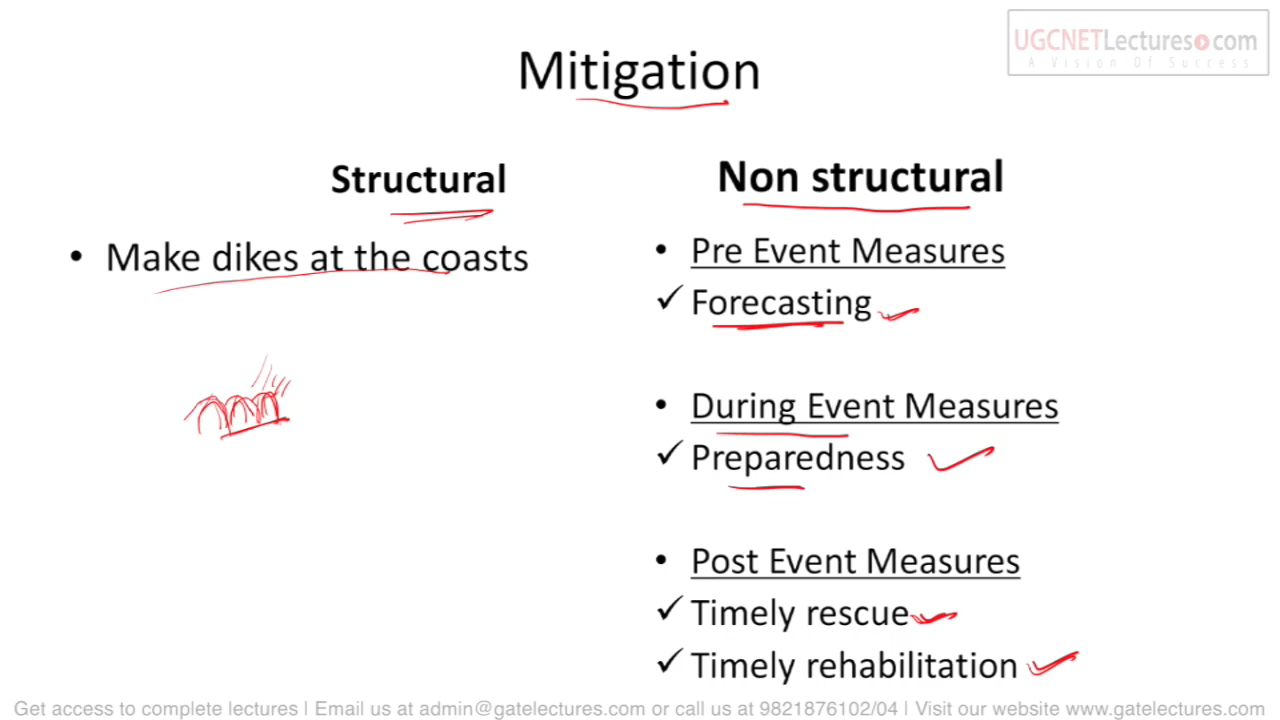 UGCNETLectures.com
A Vision Of Success
Mitigation
Structural
• Make dikes at the coasts
Non structural
• Pre Event Measures
✓ Forecasting
• During Event Measures
✓ Preparedness
• Post Event Measures
✓ Timely rescue
✓ Timely rehabilitation
Get access to complete lectures | Email us at admin@gatelectures.com or call us at 9821876102/04 | Visit our website www.gatelectures.com